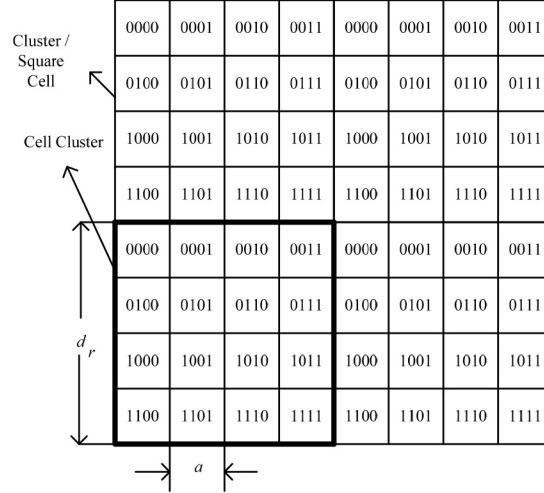 0000 0001 0010 0011 0000 0001 0010 0011
Cluster /
Square
Cell
0100 0101 0110 0111 0100 0101 0110 0111
1000 1001 1010 1011 1000 1001 1010 1011
Cell Cluster
1100 1101 1110 1111 1100 1101 1110 1111
0000 0001 0010 0011 0000 0001 0010 0011
0100 0101 0110 0111 0100 0101 0110 0111
d r
1000 1001 1010 1011 1000 1001 1010 1011
1100 1101 1110 1111 1100 1101 1110 1111
a